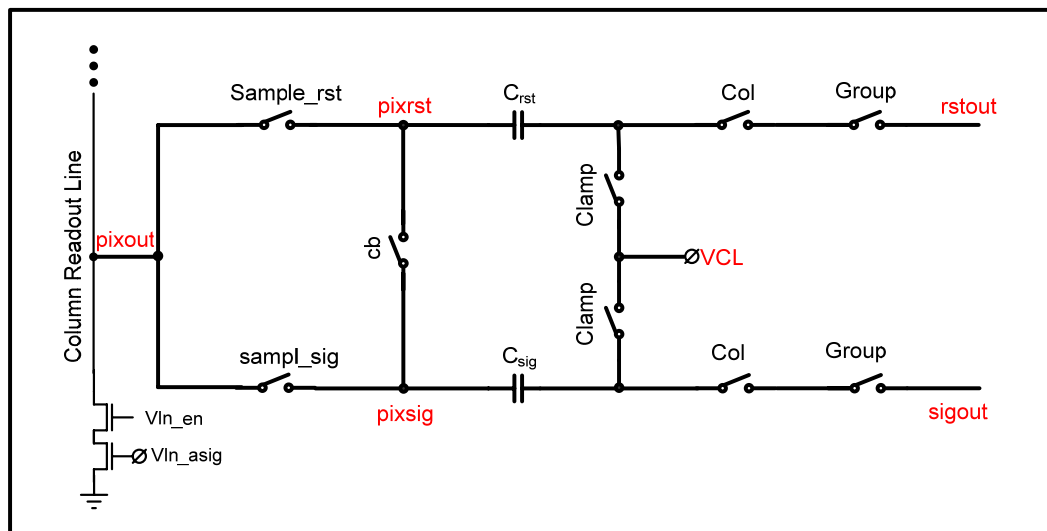 Sample_rst
pixrst
Crst
Col
Group
rstout
Column Readout Line
pixout
cb
Clamp
VCL
Clamp
sampl_sig
pixsig
Csig
Col
Group
sigout
Vln_en
Vln_asig